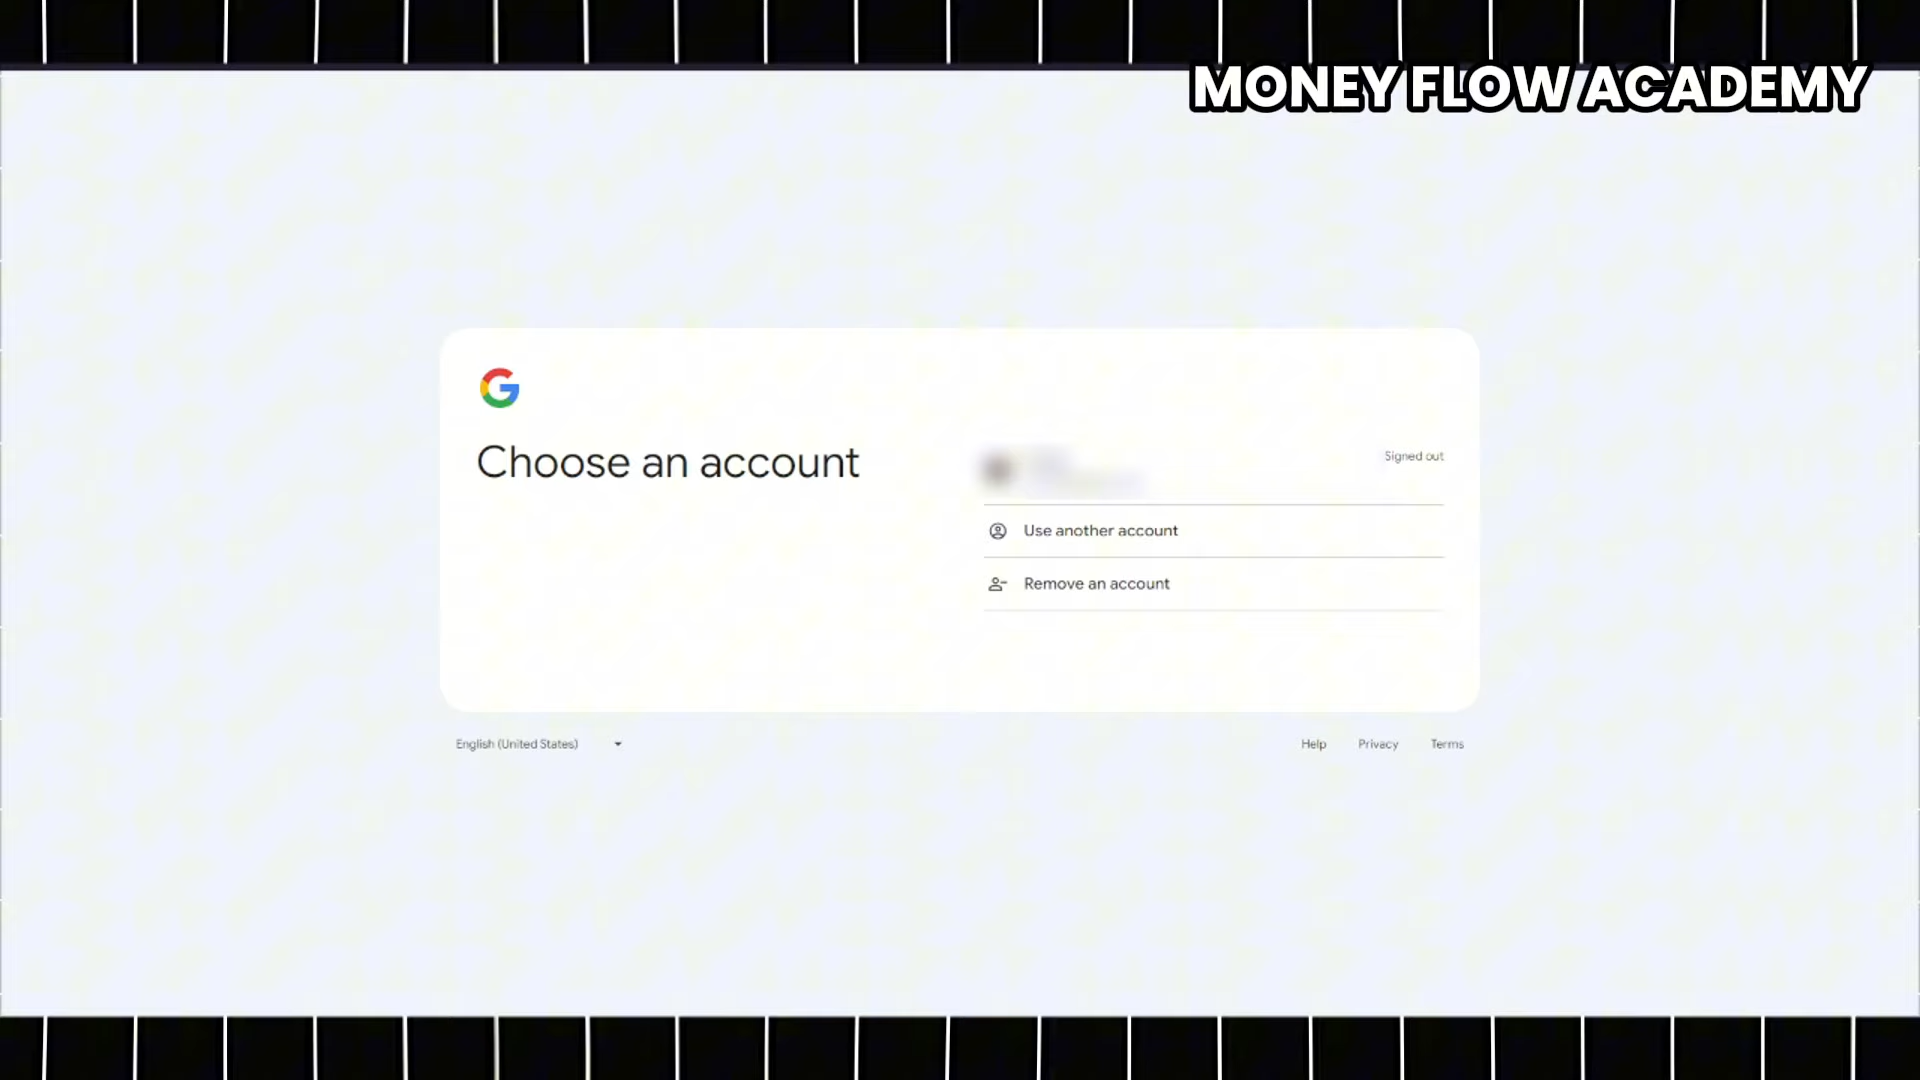 MONEY FLOW ACADEMY
Choose an account
Signed out
Use another account
Remove an account
English (United States)
Help
Privacy
Terms